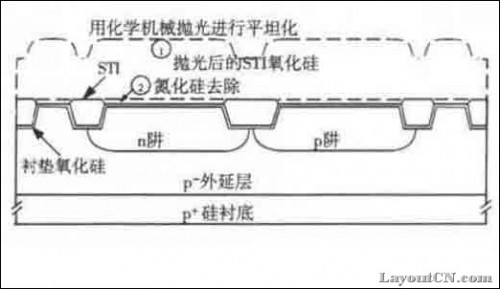 用化学机械抛光进行平坦化
①
抛光后的STI氧化硅
STI
② 氮化硅去除
n阱
p阱
衬垫氧化硅
p⁻外延层
p⁺硅衬底
LayoutCN.com